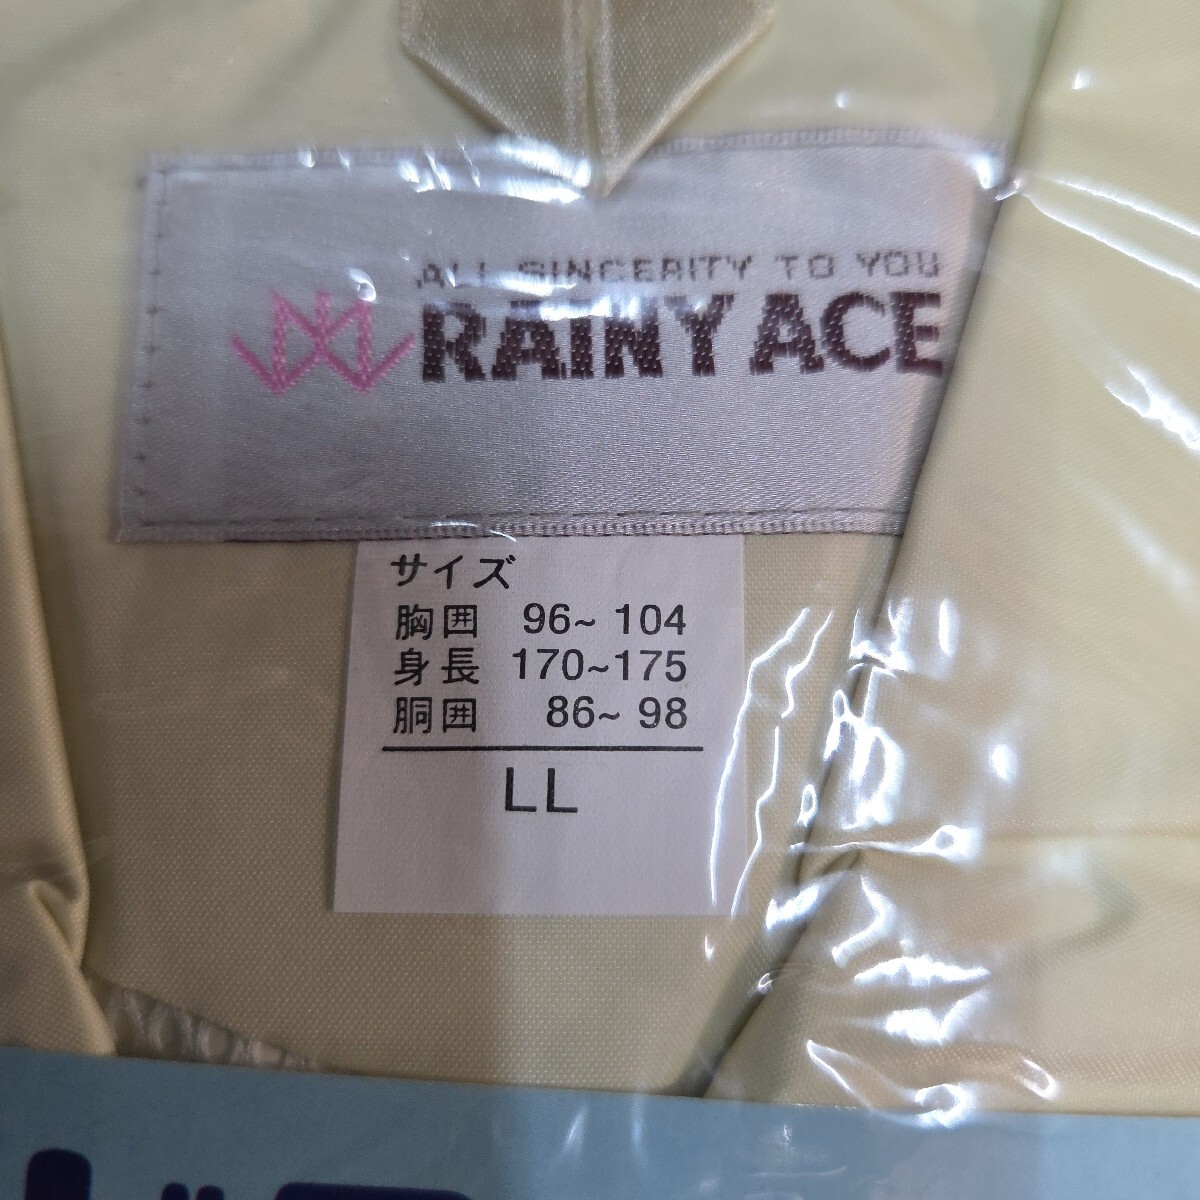 ALL SINCERITY TO YOU
RAINY ACE
サイズ
胸囲 96~104
身長 170~175
胴囲 86~98
LL